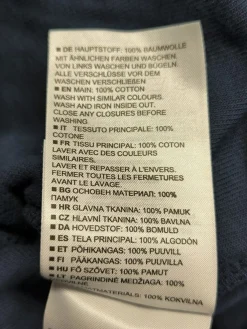 ■ DE HAUPTSTOFF: 100% BAUMWOLLE
MIT ÄHNLICHEN FARBEN WASCHEN,
VON LINKS WASCHEN UND BÜGELN.
ALLE VERSCHLÜSSE VOR DEM
WASCHEN VERSCHLIEßEN
■ EN MAIN: 100% COTTON
WASH WITH SIMILAR COLOURS.
WASH AND IRON INSIDE OUT.
CLOSE ANY CLOSURES BEFORE
WASHING
■ IT TESSUTO PRINCIPALE: 100%
COTONE
■ FR TISSU PRINCIPAL: 100% COTON
LAVER AVEC DES COULEURS
SIMILAIRES,
LAVER ET REPASSER À L'ENVERS.
FERMER TOUTES LES FERMETURES
AVANT LE LAVAGE.
■ BG ОСНОВЕН МАТЕРИАЛ: 100%
ПАМУК
■ HR GLAVNA TKANINA: 100% PAMUK
■ CZ HLAVNÍ TKANINA: 100% BAVLNA
■ DA HOVEDSTOF: 100% BOMULD
■ ES TELA PRINCIPAL: 100% ALGODÓN
■ ET PÕHIKANGAS: 100% PUUVILL
■ FI PÄÄKANGAS: 100% PUUVILLA
■ HU FŐ SZÖVET: 100% PAMUT
■ LT PAGRINDINĖ MEDŽIAGA: 100%
MATERIĀLS: 100% KOKVILNA